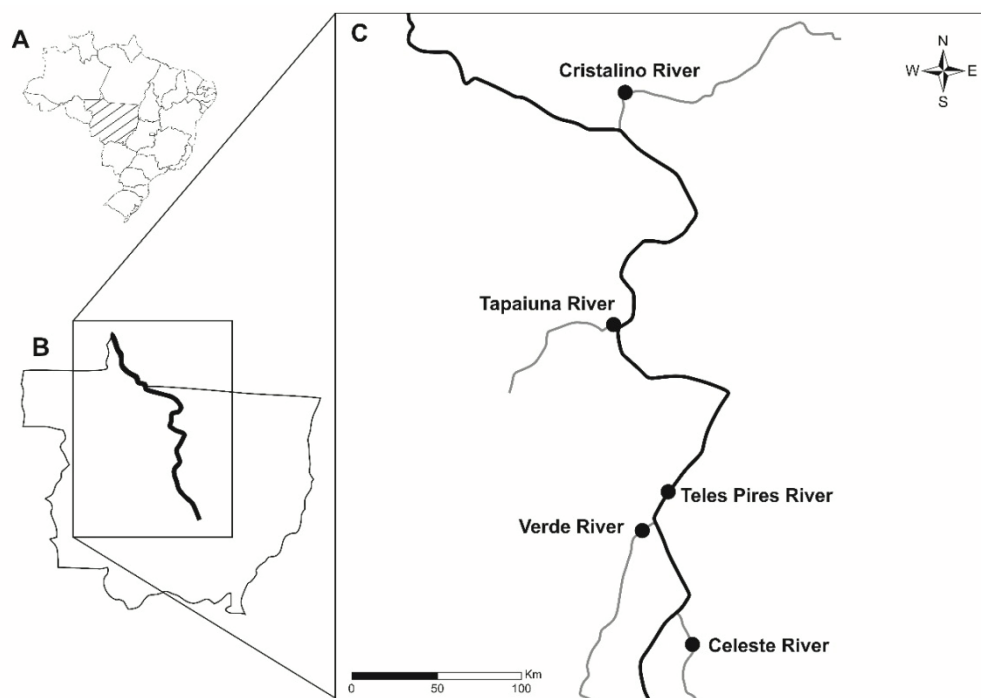 A
C
N
W E
S
Cristalino River
Tapaiuna River
B
Teles Pires River
Verde River
Celeste River
Km
0 50 100